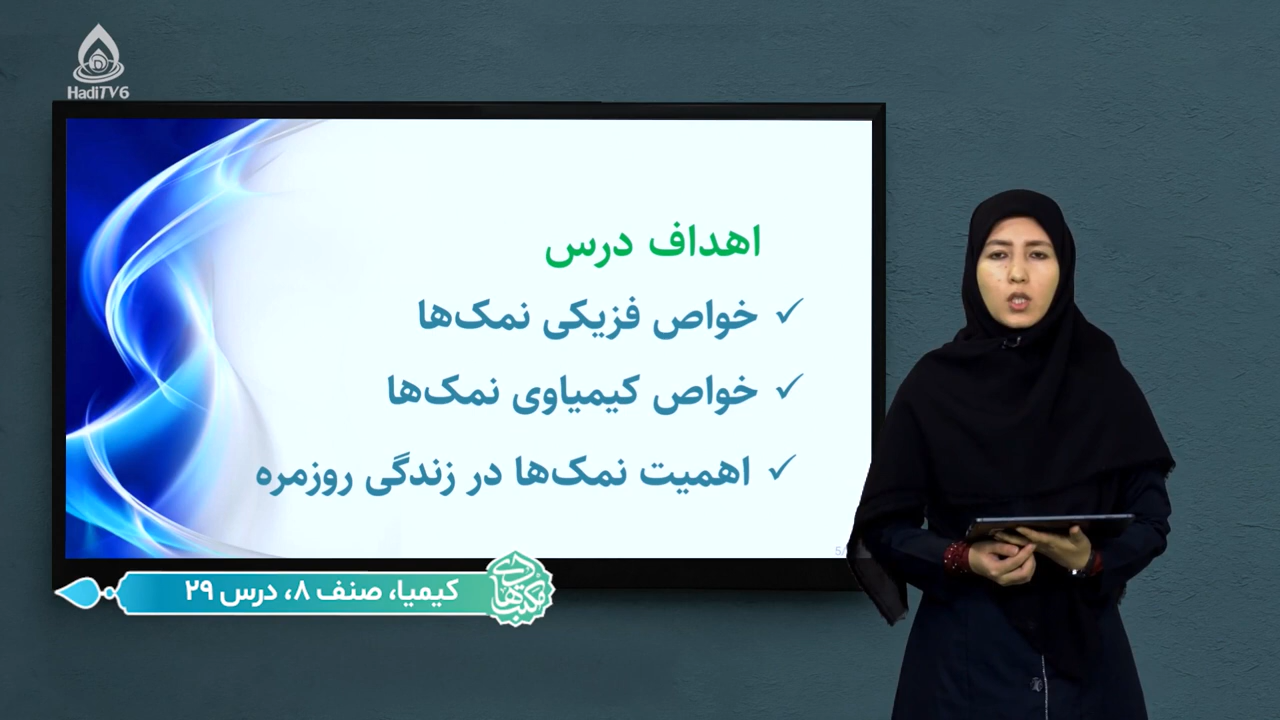 HadiTV6
اهداف درس
✓ خواص فزیکی نمک‌ها
✓ خواص کیمیاوی نمک‌ها
✓ اهمیت نمک‌ها در زندگی روزمره
کیمیا، صنف ۸، درس ۲۹